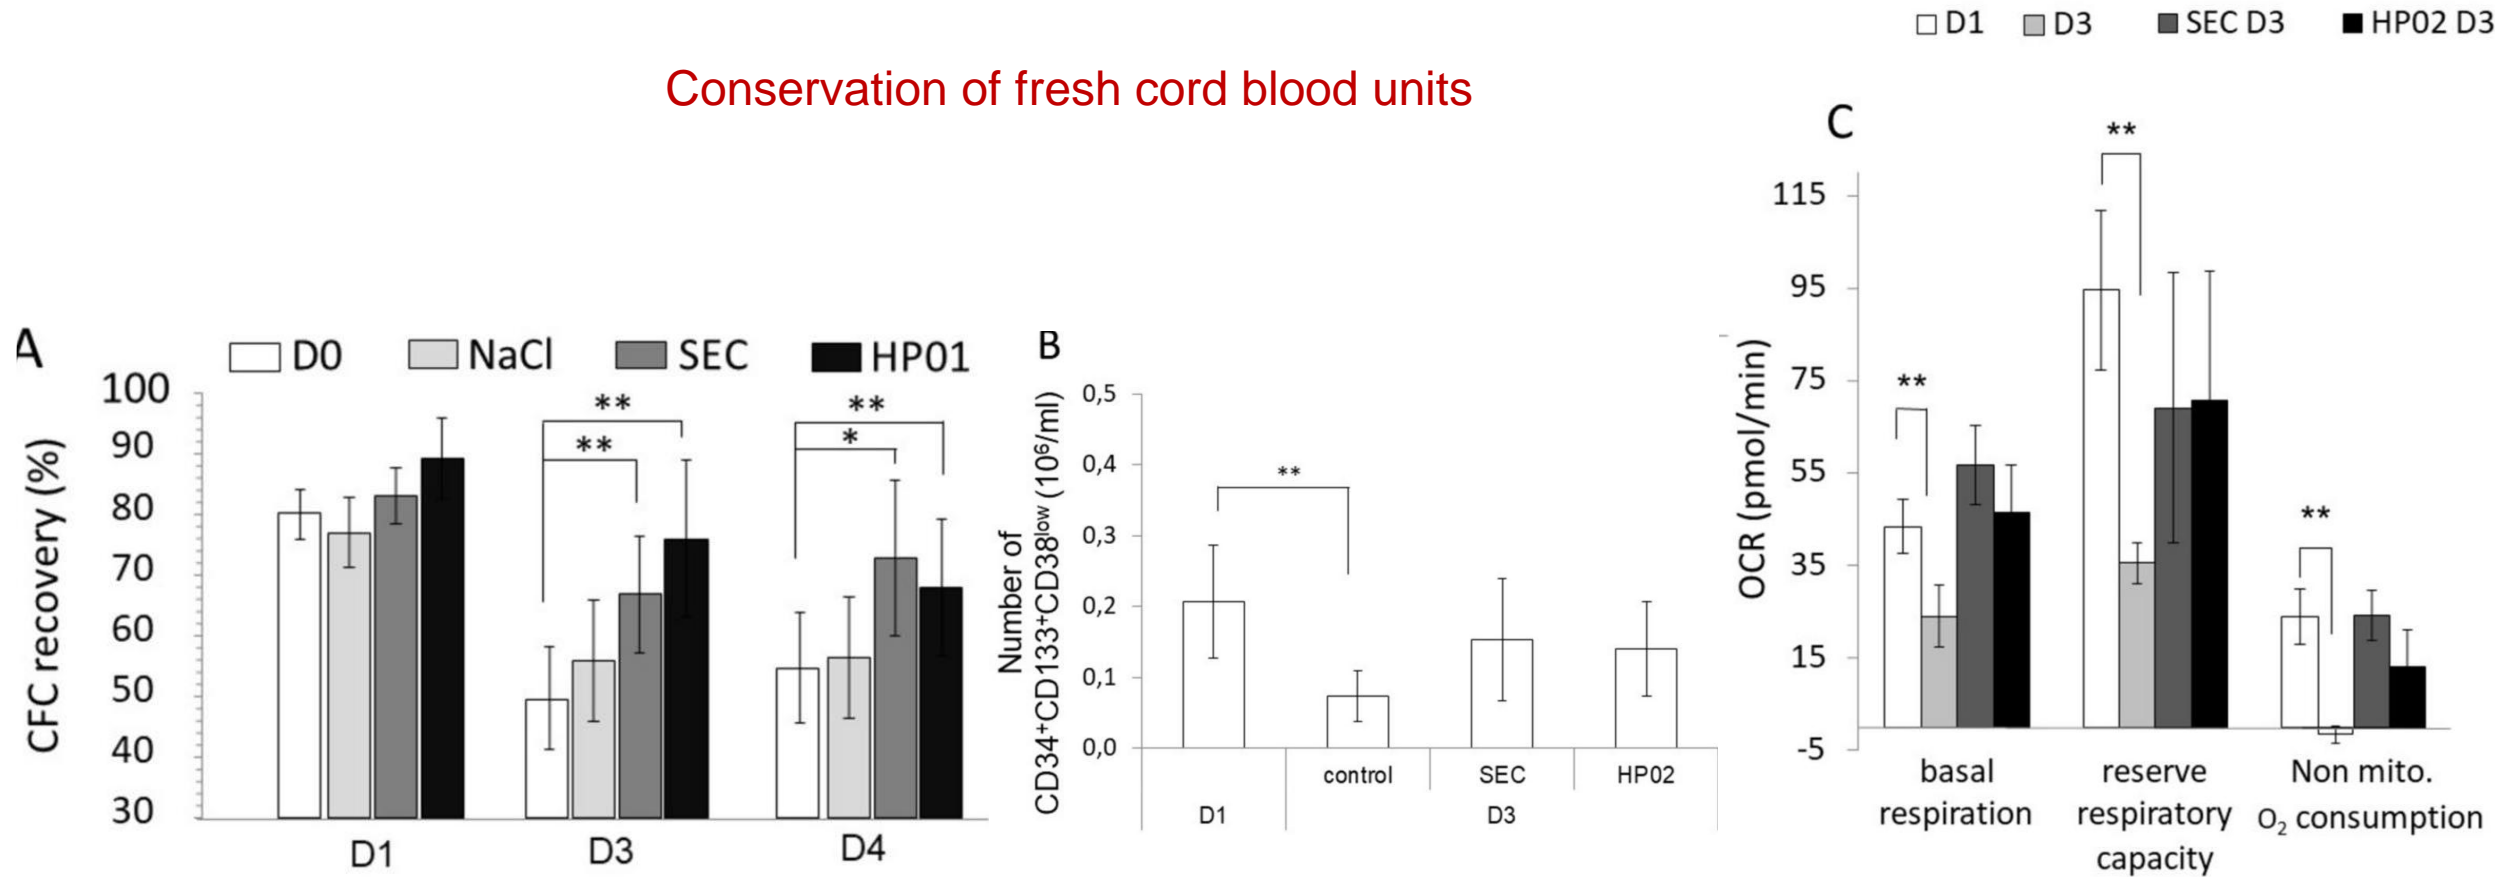 Conservation of fresh cord blood units
A
D0 NaCl SEC HP01
CFC recovery (%)
100
90
80
70
60
50
40
30
** ** ** *
D1 D3 D4
B
Number of
CD34⁺CD133⁺CD38ˡᵒʷ (10⁶/ml)
0,5
0,4
0,3
0,2
0,1
0,0
**
control SEC HP02
D1 D3
D1 D3 SEC D3 HP02 D3
C
OCR (pmol/min)
115
95
75
55
35
15
-5
** ** **
basal reserve Non mito.
respiration respiratory O₂ consumption
capacity